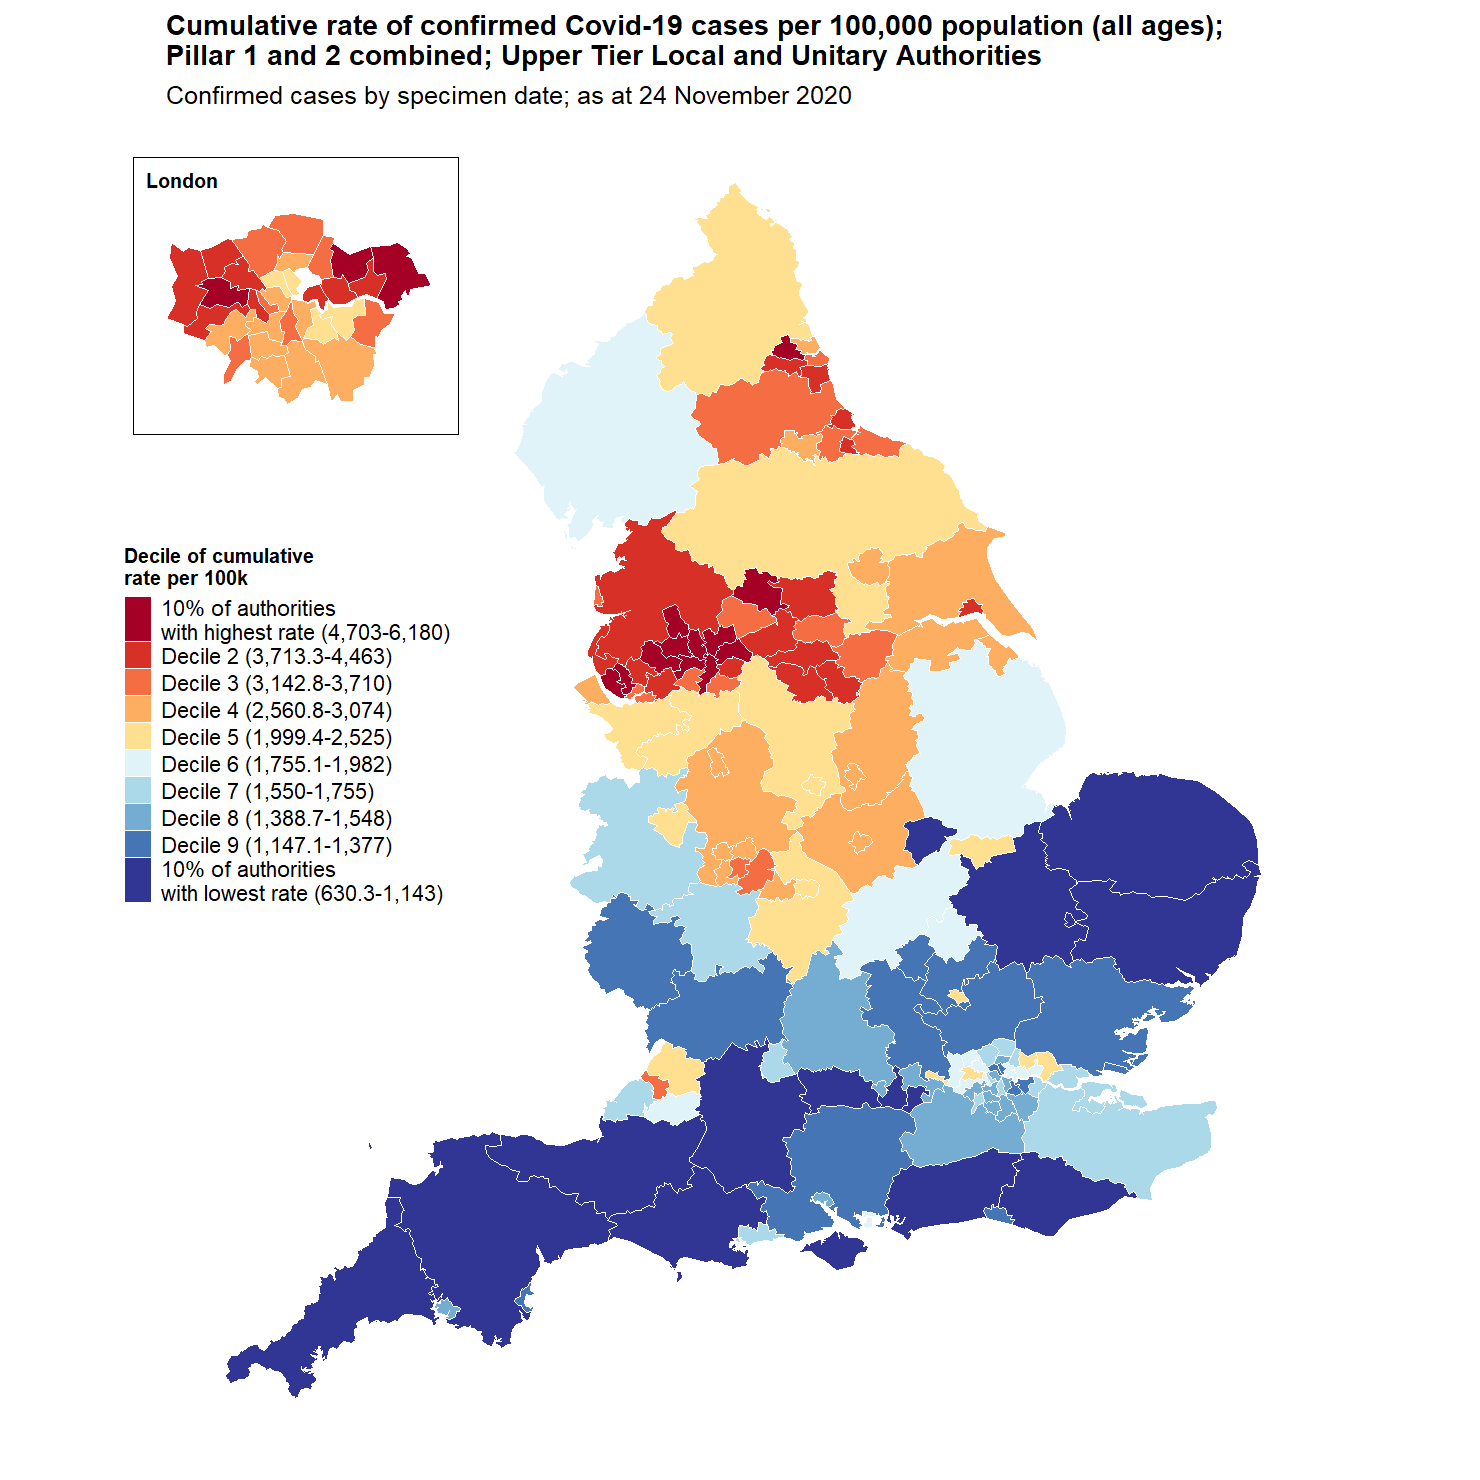 Cumulative rate of confirmed Covid-19 cases per 100,000 population (all ages);
Pillar 1 and 2 combined; Upper Tier Local and Unitary Authorities
Confirmed cases by specimen date; as at 24 November 2020
London
Decile of cumulative
rate per 100k
10% of authorities
with highest rate (4,703-6,180)
Decile 2 (3,713.3-4,463)
Decile 3 (3,142.8-3,710)
Decile 4 (2,560.8-3,074)
Decile 5 (1,999.4-2,525)
Decile 6 (1,755.1-1,982)
Decile 7 (1,550-1,755)
Decile 8 (1,388.7-1,548)
Decile 9 (1,147.1-1,377)
10% of authorities
with lowest rate (630.3-1,143)